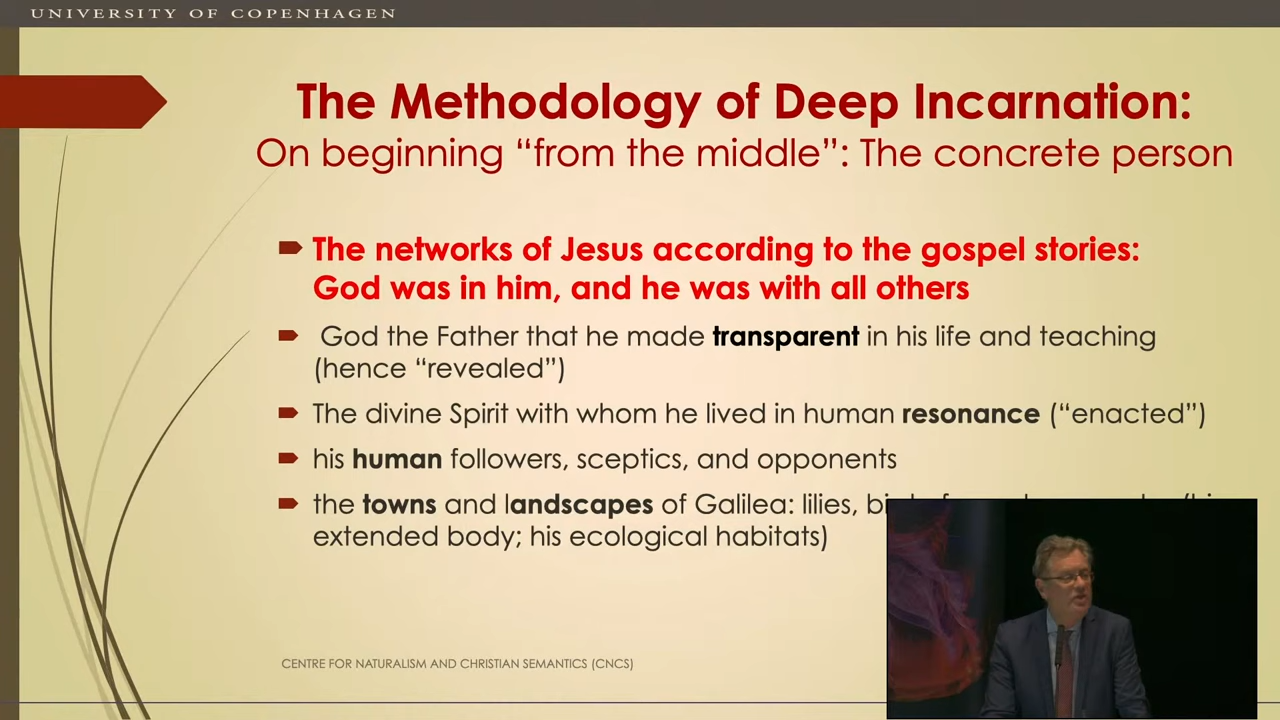 UNIVERSITY OF COPENHAGEN
The Methodology of Deep Incarnation:
On beginning “from the middle”: The concrete person
The networks of Jesus according to the gospel stories:
God was in him, and he was with all others
God the Father that he made transparent in his life and teaching
(hence “revealed”)
The divine Spirit with whom he lived in human resonance (“enacted”)
his human followers, sceptics, and opponents
the towns and landscapes of Galilea: lilies,
extended body; his ecological habitats)
CENTRE FOR NATURALISM AND CHRISTIAN SEMANTICS (CNCS)